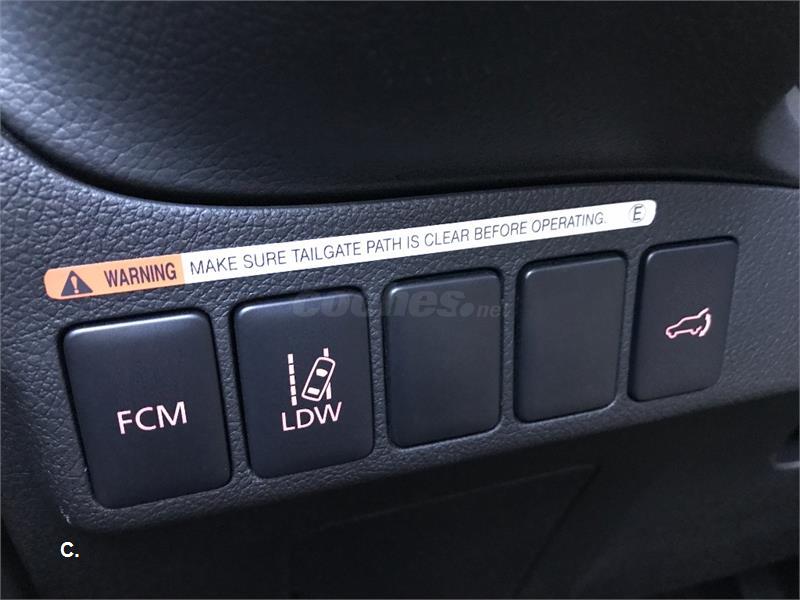 WARNING MAKE SURE TAILGATE PATH IS CLEAR BEFORE OPERATING. E
coches.net
FCM
LDW
C.